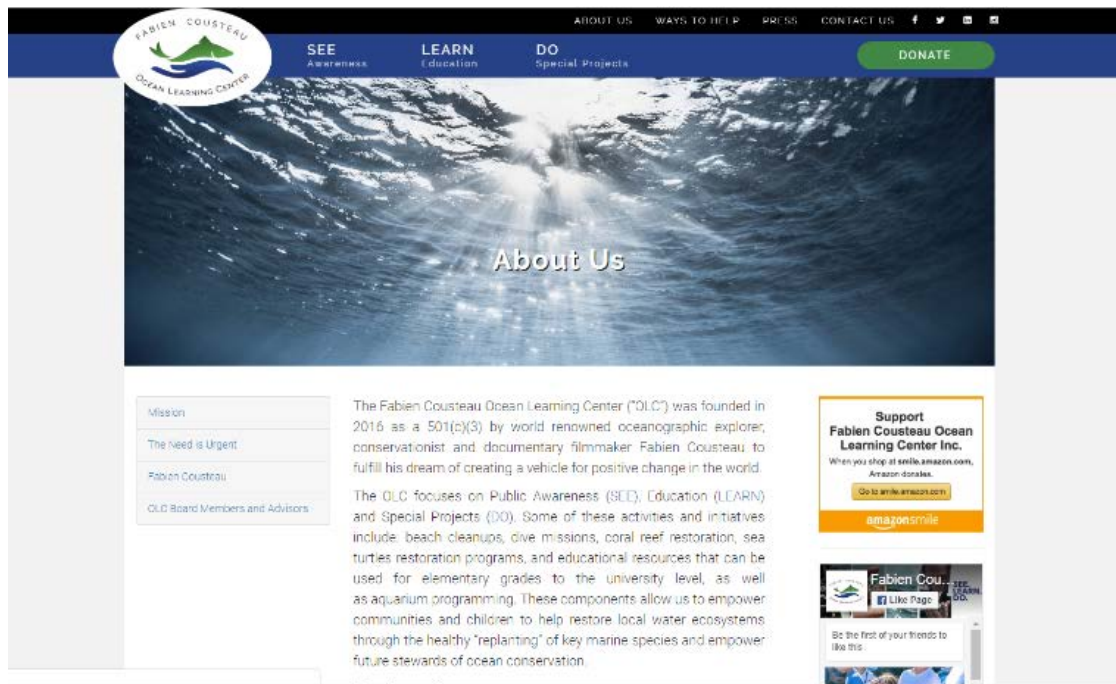 ABOUT US WAYS TO HELP PRESS CONTACT US
FABIEN COUSTEAU
OCEAN LEARNING CENTER
SEE LEARN DO
Awareness Education Special Projects
DONATE
About Us
Mission
The Need is Urgent
Fabien Cousteau
OLC Board Members and Advisors
The Fabien Cousteau Ocean Learning Center ("OLC") was founded in
2016 as a 501(c)(3) by world renowned oceanographic explorer,
conservationist and documentary filmmaker Fabien Cousteau to
fulfill his dream of creating a vehicle for positive change in the world.
The OLC focuses on Public Awareness (SEE), Education (LEARN)
and Special Projects (DO). Some of these activities and initiatives
include: beach cleanups, dive missions, coral reef restoration, sea
turtles restoration programs, and educational resources that can be
used for elementary grades to the university level, as well
as aquarium programming. These components allow us to empower
communities and children to help restore local water ecosystems
through the healthy "replanting" of key marine species and empower
future stewards of ocean conservation.
Support
Fabien Cousteau Ocean
Learning Center Inc.
When you shop at smile.amazon.com,
Amazon donates.
Go to smile.amazon.com
amazonsmile
Fabien Cou...
Like Page
SEE.
LEARN.
DO.
Be the first of your friends to
like this